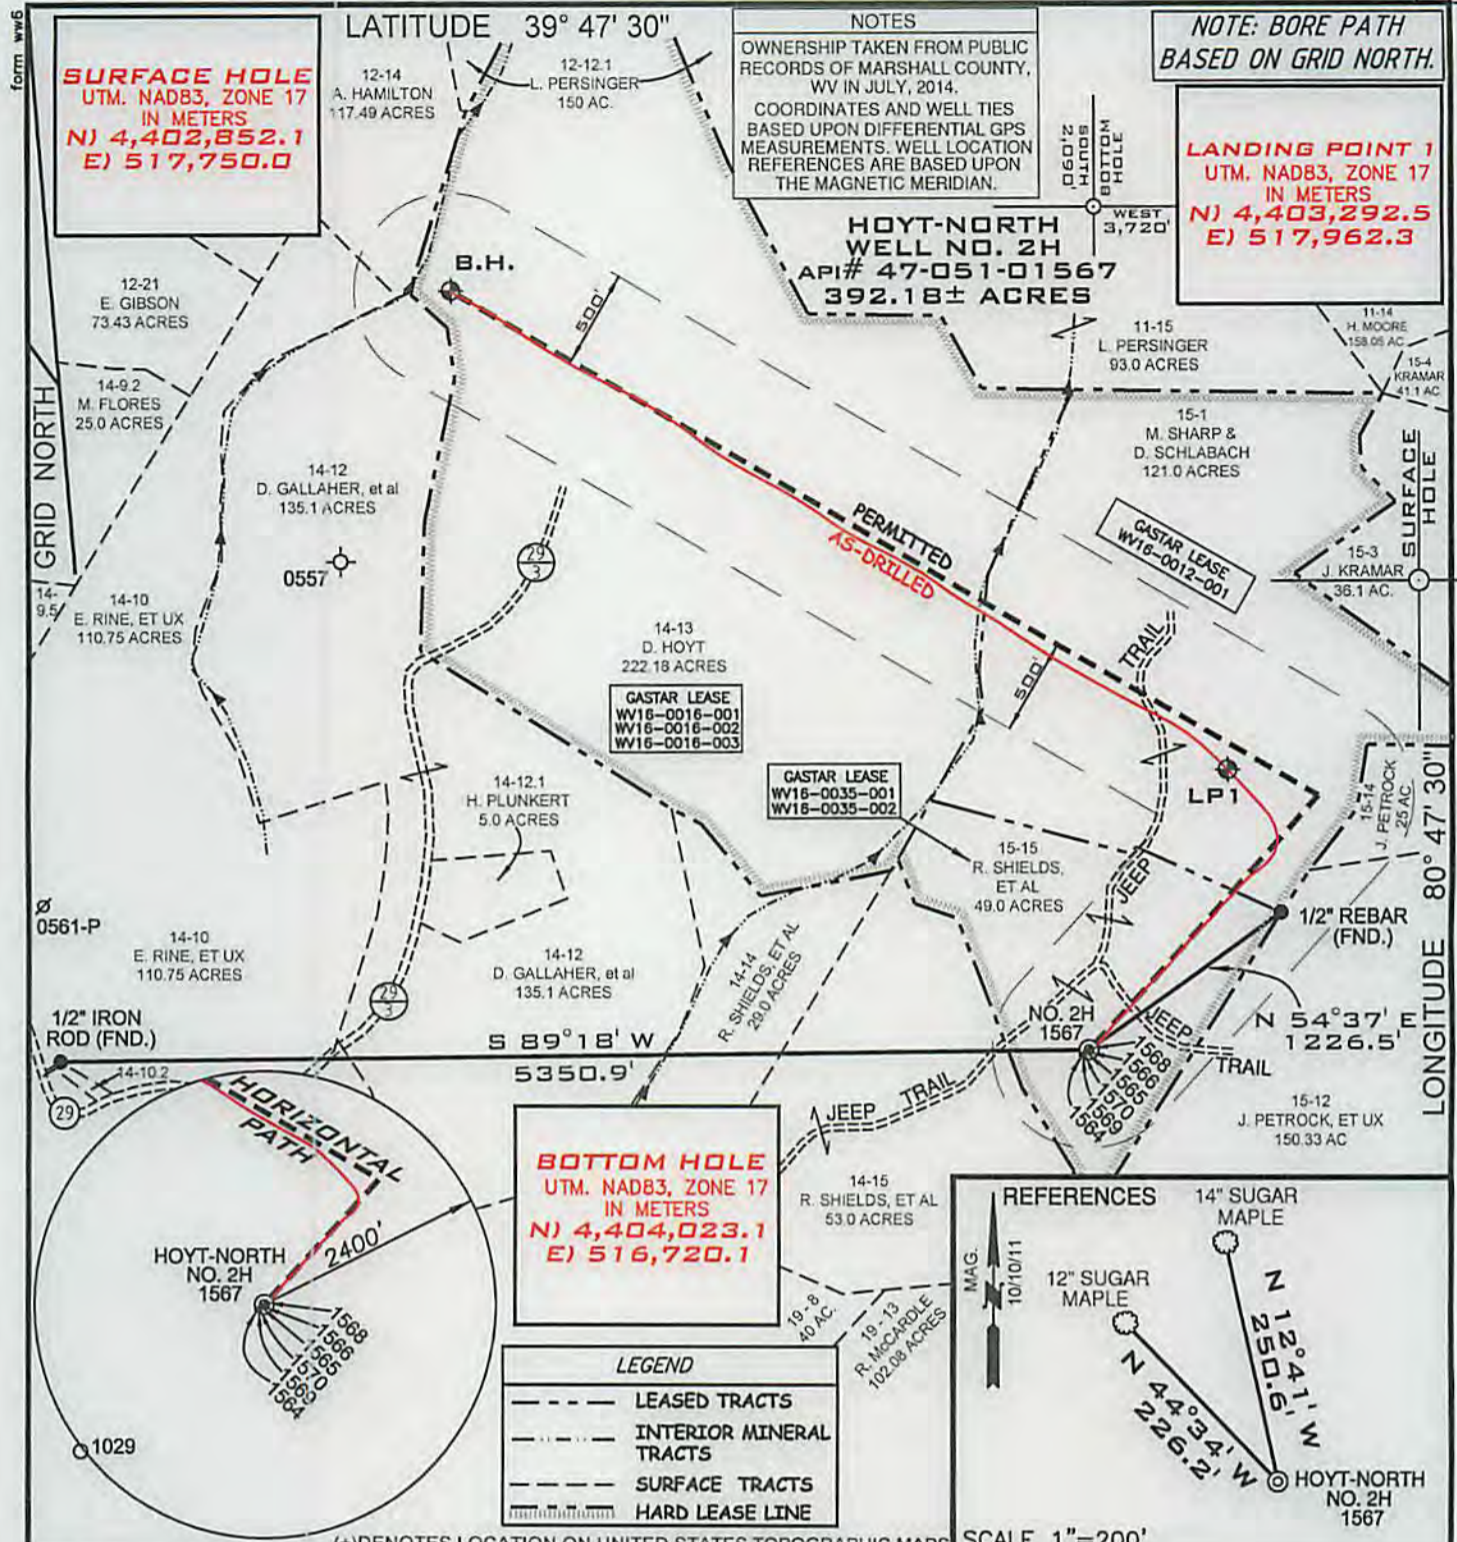 form ww6
LATITUDE 39° 47' 30"
SURFACE HOLE
UTM. NAD83, ZONE 17
IN METERS
N) 4,402,852.1
E) 517,750.0
12-14
A. HAMILTON
117.49 ACRES
12-12.1
L. PERSINGER
150 AC.
NOTES
OWNERSHIP TAKEN FROM PUBLIC
RECORDS OF MARSHALL COUNTY,
WV IN JULY, 2014.
COORDINATES AND WELL TIES
BASED UPON DIFFERENTIAL GPS
MEASUREMENTS. WELL LOCATION
REFERENCES ARE BASED UPON
THE MAGNETIC MERIDIAN.
NOTE: BORE PATH
BASED ON GRID NORTH.
2,090'
SOUTH
BOTTOM
HOLE
WEST
3,720'
LANDING POINT 1
UTM. NAD83, ZONE 17
IN METERS
N) 4,403,292.5
E) 517,962.3
HOYT-NORTH
WELL NO. 2H
API# 47-051-01567
392.18± ACRES
B.H.
500'
12-21
E. GIBSON
73.43 ACRES
14-9.2
M. FLORES
25.0 ACRES
GRID NORTH
14-12
D. GALLAHER, et al
135.1 ACRES
0557
14-
9.5
14-10
E. RINE, ET UX
110.75 ACRES
29
3
11-15
L. PERSINGER
93.0 ACRES
11-14
H. MOORE
158.05 AC
15-4
KRAMAR
41.1 AC
15-1
M. SHARP &
D. SCHLABACH
121.0 ACRES
SURFACE
HOLE
15-3
J. KRAMAR
36.1 AC.
PERMITTED
AS-DRILLED
GASTAR LEASE
WV16-0012-001
14-13
D. HOYT
222.18 ACRES
GASTAR LEASE
WV16-0016-001
WV16-0016-002
WV16-0016-003
TRAIL
500'
14-12.1
H. PLUNKERT
5.0 ACRES
GASTAR LEASE
WV16-0035-001
WV16-0035-002
LP1
15-14
J. PETROCK
25 AC.
15-15
R. SHIELDS,
ET AL
49.0 ACRES
JEEP
1/2" REBAR
(FND.)
LONGITUDE 80° 47' 30"
0561-P
14-10
E. RINE, ET UX
110.75 ACRES
14-12
D. GALLAHER, et al
135.1 ACRES
14-14
R. SHIELDS, ET AL
29.0 ACRES
29
3
1/2" IRON
ROD (FND.)
S 89°18' W
5350.9'
NO. 2H
1567
JEEP
TRAIL
N 54°37' E
1226.5'
1568
1566
1565
1570
1569
1564
14-10.2
29
JEEP TRAIL
15-12
J. PETROCK, ET UX
150.33 AC
HORIZONTAL
PATH
2400'
HOYT-NORTH
NO. 2H
1567
1568
1566
1565
1570
1569
1564
1029
BOTTOM HOLE
UTM. NAD83, ZONE 17
IN METERS
N) 4,404,023.1
E) 516,720.1
14-15
R. SHIELDS, ET AL
53.0 ACRES
19 - 8
40 AC.
19 - 13
R. McCARDLE
102.08 ACRES
LEGEND
LEASED TRACTS
INTERIOR MINERAL
TRACTS
SURFACE TRACTS
HARD LEASE LINE
REFERENCES
MAG.
10/10/11
14" SUGAR
MAPLE
12" SUGAR
MAPLE
N 12°41' W
250.6'
N 44°34' W
226.2'
HOYT-NORTH
NO. 2H
1567
(+)DENOTES LOCATION ON UNITED STATES TOPOGRAPHIC MAPS
SCALE 1"=200'